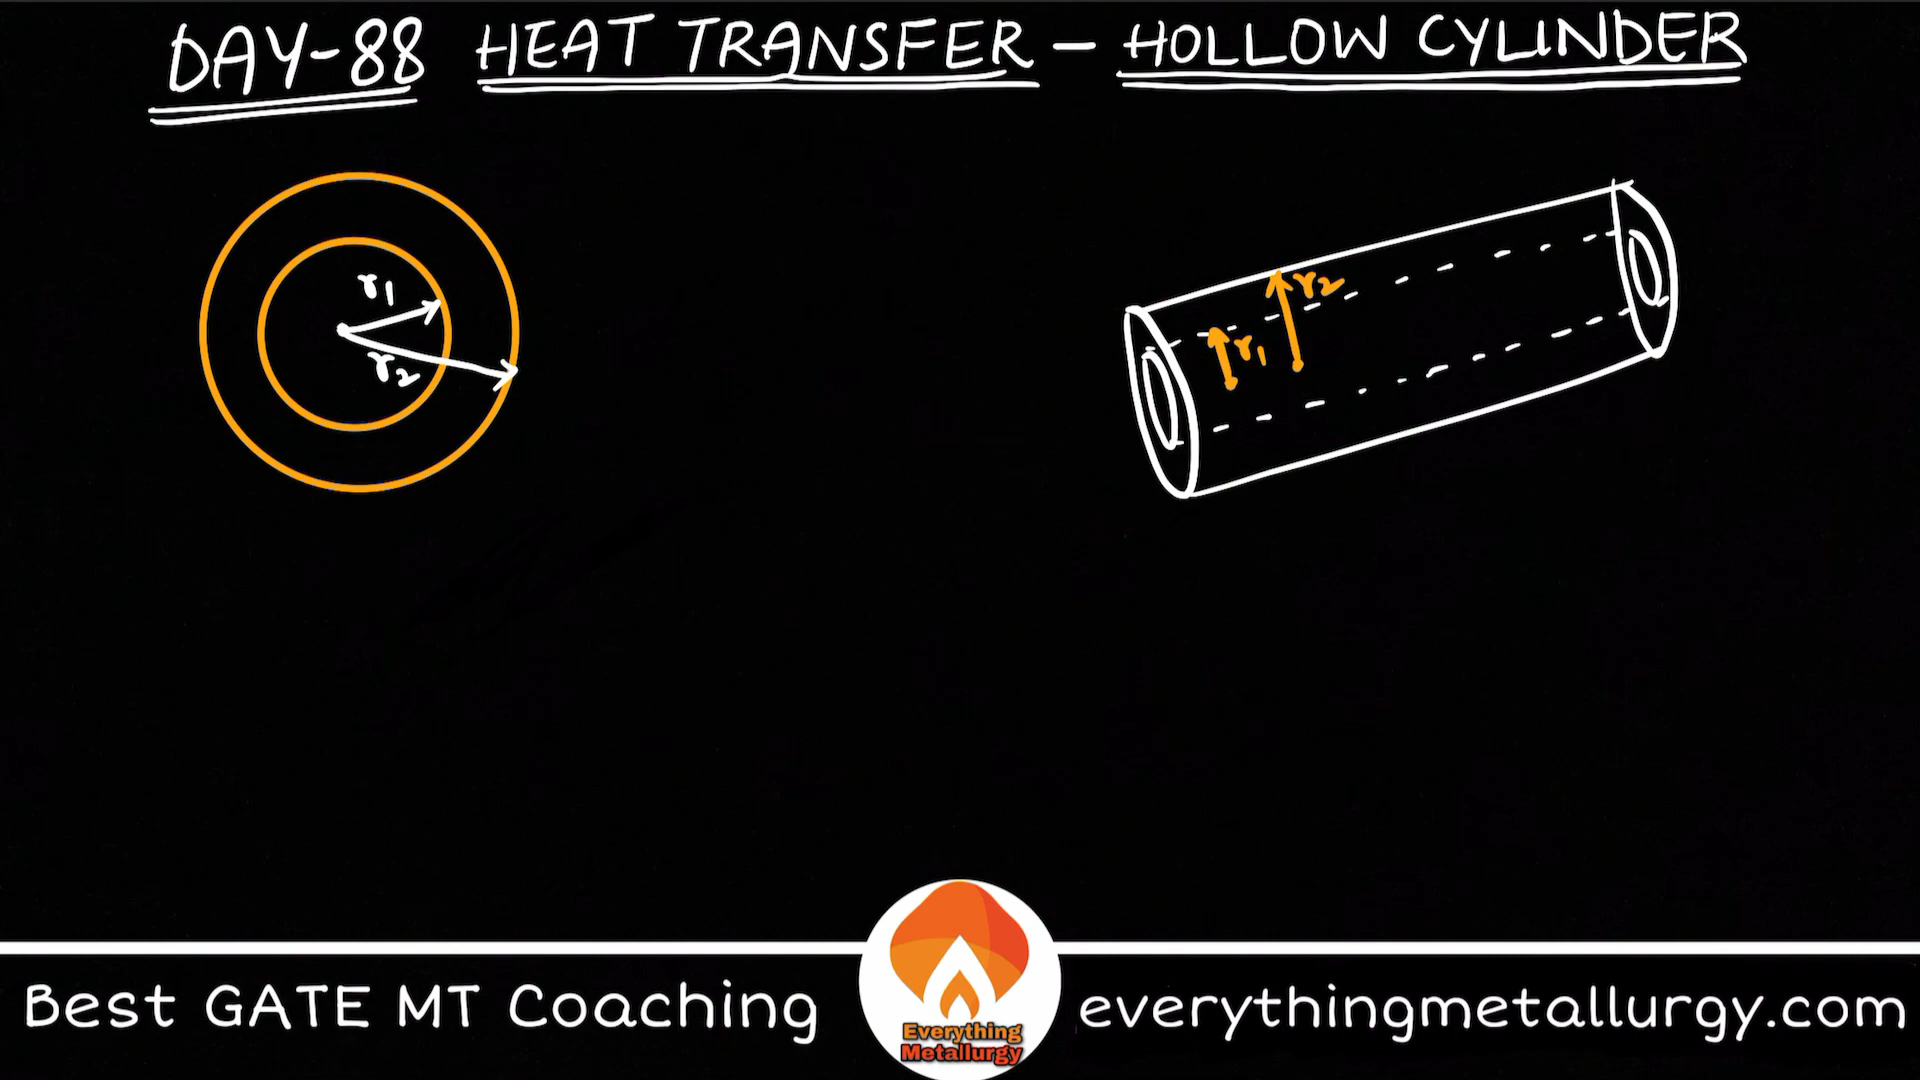 DAY-88 HEAT TRANSFER - HOLLOW CYLINDER
r1
r2
r2
r1
Best GATE MT Coaching
Everything
Metallurgy
everythingmetallurgy.com